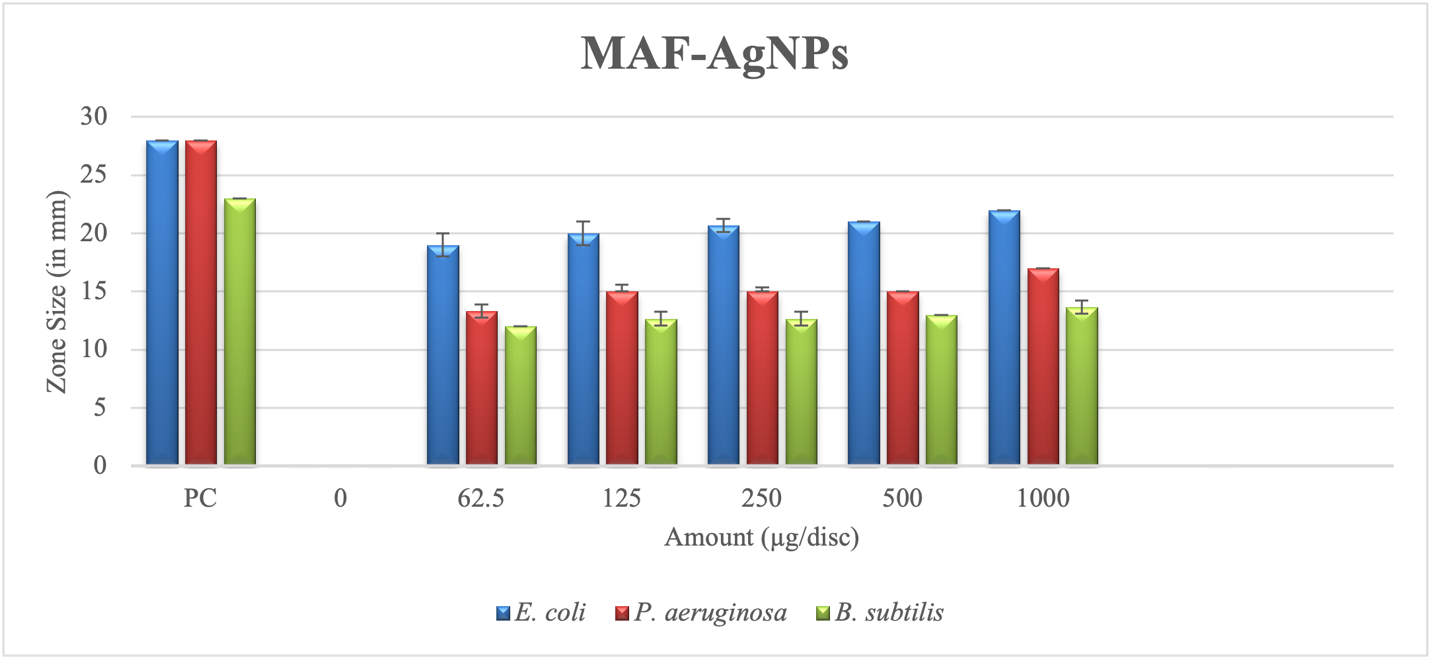 MAF-AgNPs
Zone Size (in mm)
30
25
20
15
10
5
0
PC 0 62.5 125 250 500 1000
Amount (µg/disc)
E. coli P. aeruginosa B. subtilis